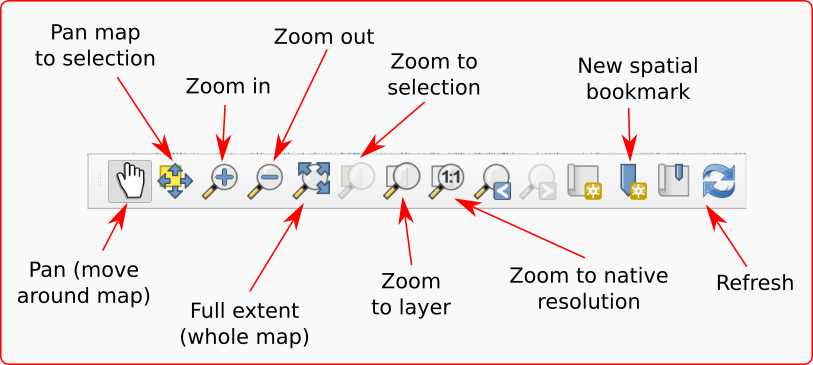 Pan map
to selection
Zoom out
Zoom in
Zoom to
selection
New spatial
bookmark
1:1
Pan (move
around map)
Full extent
(whole map)
Zoom
to layer
Zoom to native
resolution
Refresh